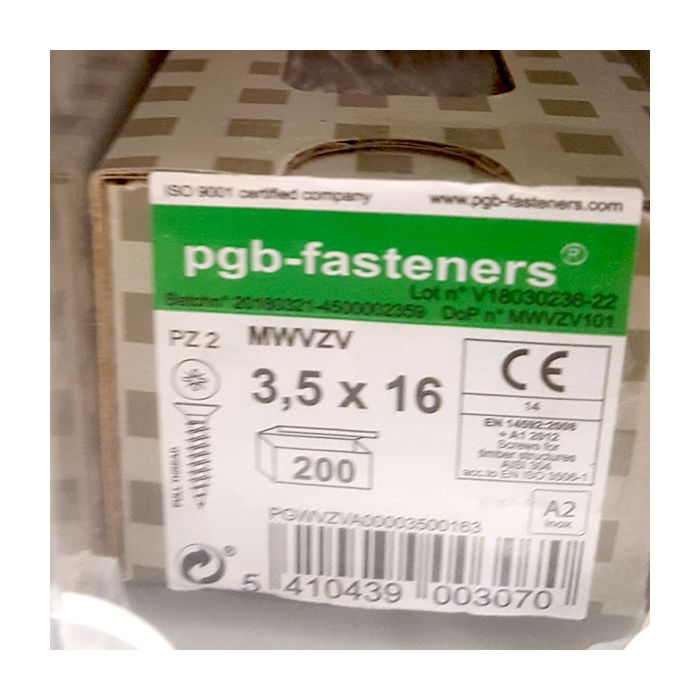 ISO 9001 certified company www.pgb-fasteners.com
pgb-fasteners®
Lot n° V18030236-22
Batchn° 20180321-4500002359 DoP n° MWVZV101
PZ 2 MWVZV
3,5 x 16
200
FULL THREAD
CE
14
EN 14592:2008
+ A1 2012
Screws for
timber structures
AISI 304
acc.to EN ISO 3506-1
A2
inox
PGWVZVA00003500163
5 410439 003070